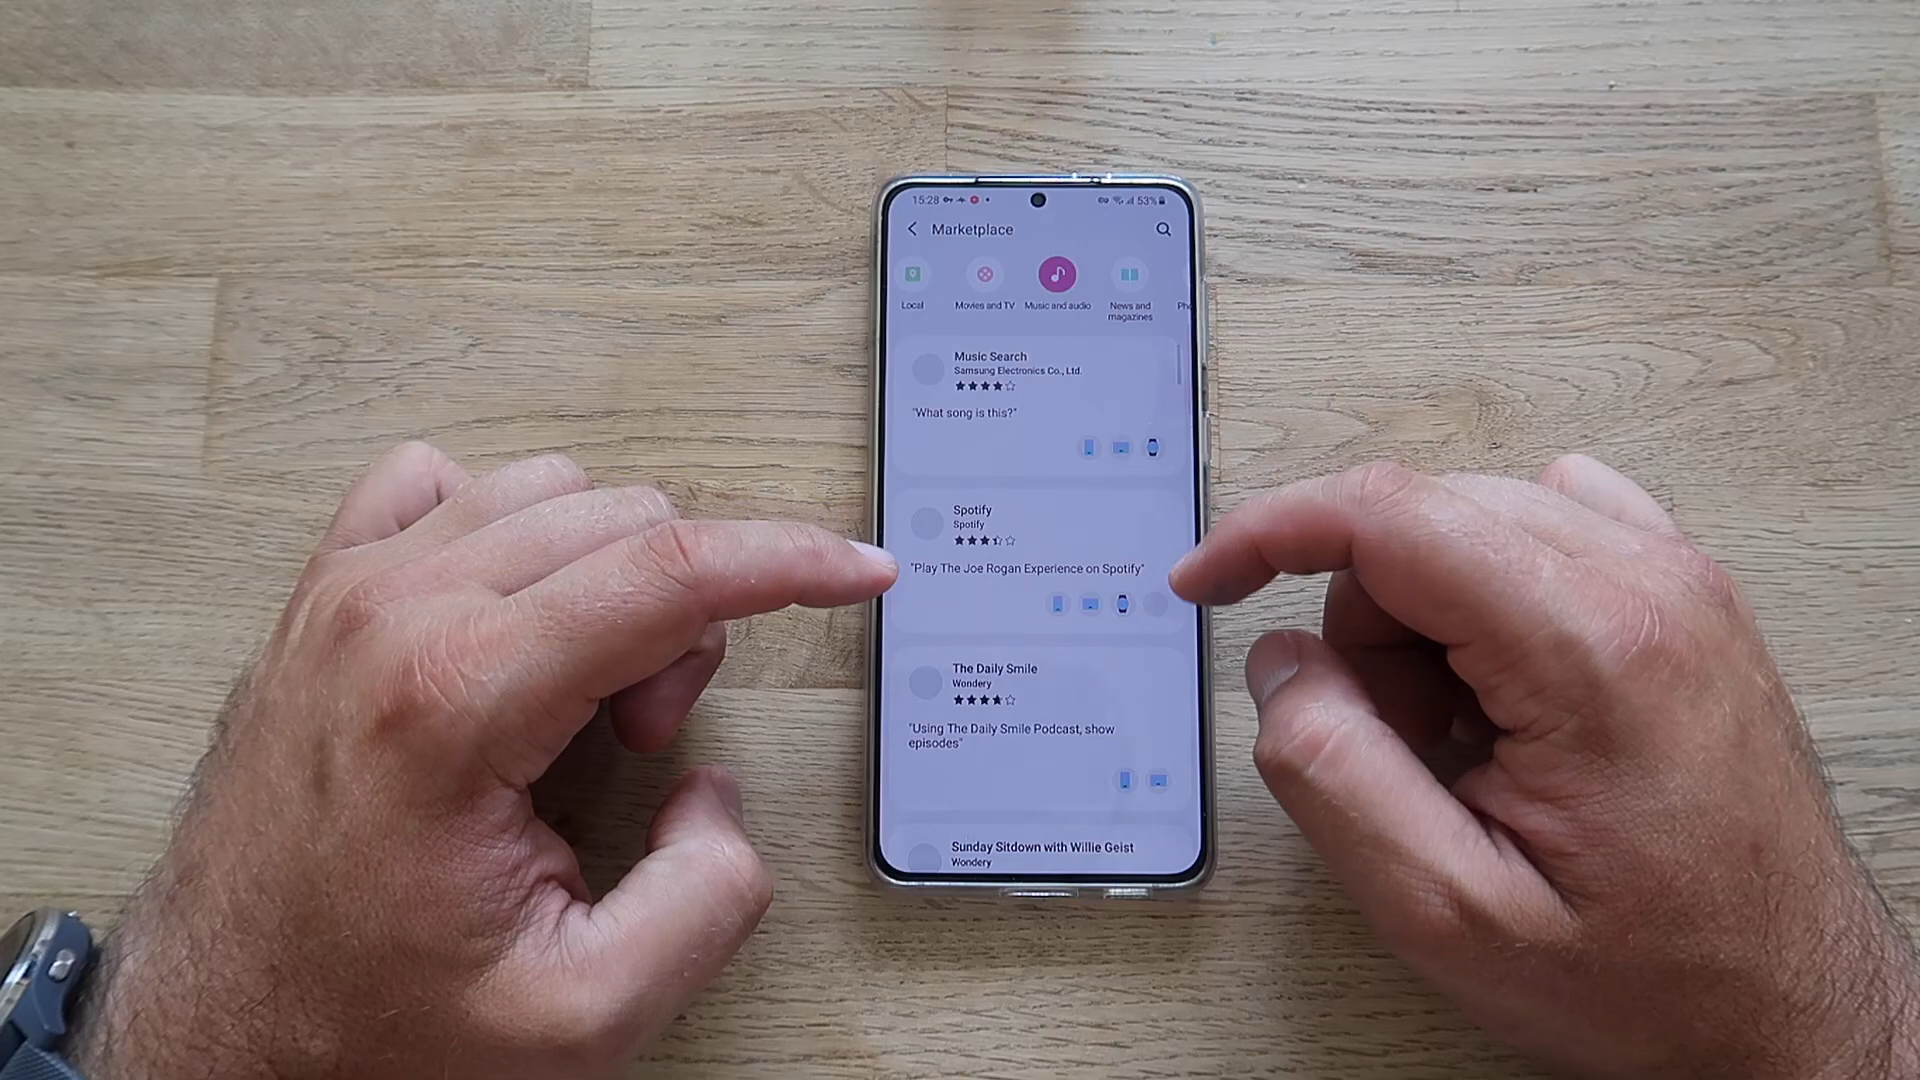 15:28
53%
Marketplace
Local
Movies and TV
Music and audio
News and
magazines
Music Search
Samsung Electronics Co., Ltd.
"What song is this?"
Spotify
Spotify
"Play The Joe Rogan Experience on Spotify"
The Daily Smile
Wondery
"Using The Daily Smile Podcast, show
episodes"
Sunday Sitdown with Willie Geist
Wondery